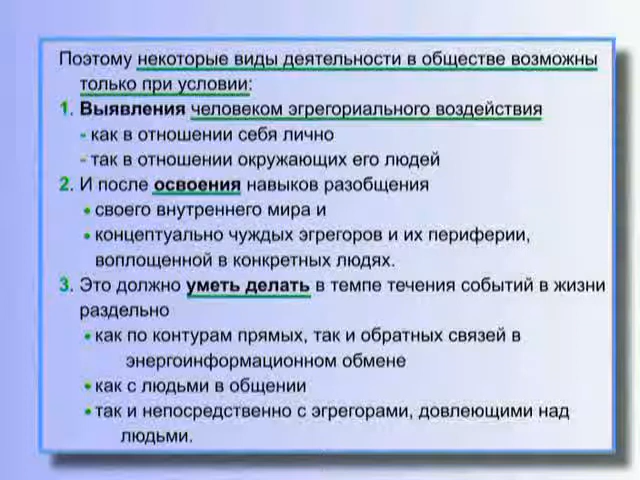 Поэтому некоторые виды деятельности в обществе возможны
только при условии:
1. Выявления человеком эгрегориального воздействия
- как в отношении себя лично
- так в отношении окружающих его людей
2. И после освоения навыков разобщения
• своего внутреннего мира и
• концептуально чуждых эгрегоров и их периферии,
воплощенной в конкретных людях.
3. Это должно уметь делать в темпе течения событий в жизни
раздельно
• как по контурам прямых, так и обратных связей в
энергоинформационном обмене
• как с людьми в общении
• так и непосредственно с эгрегорами, довлеющими над
людьми.